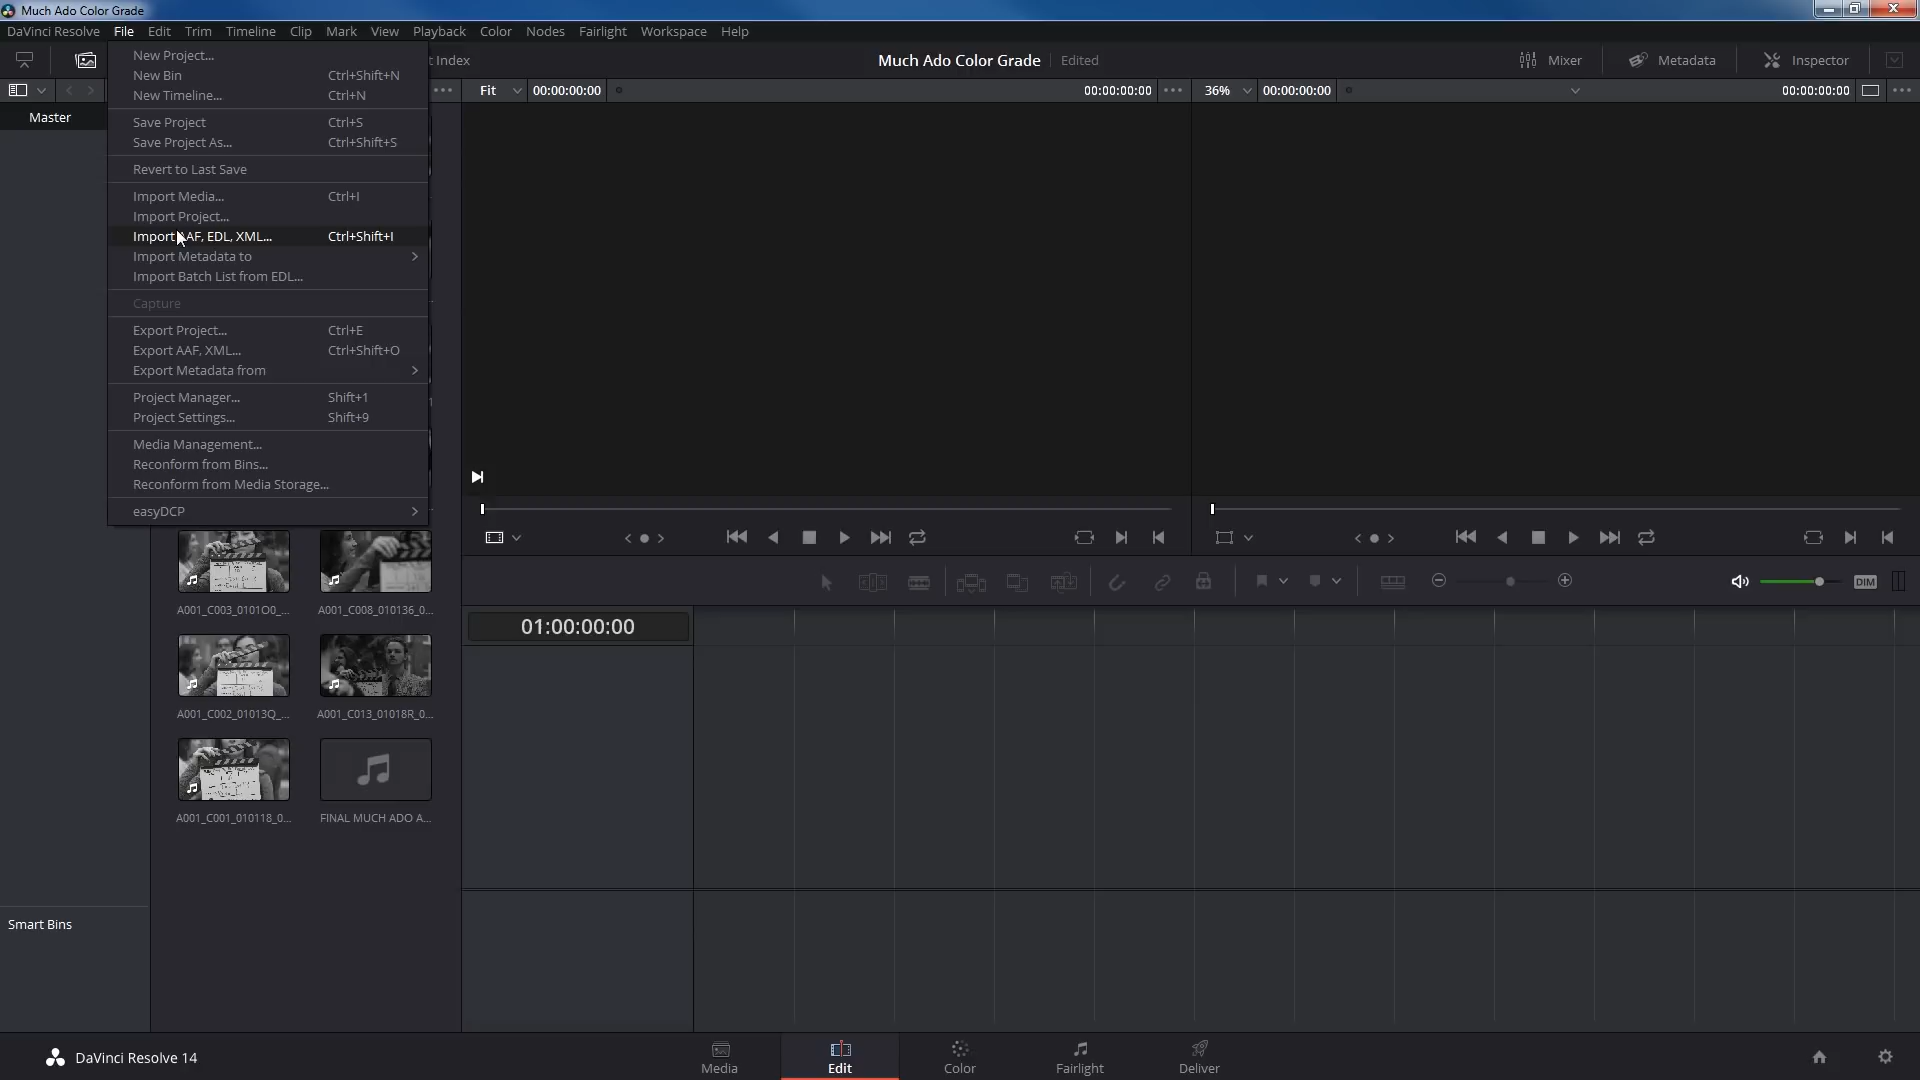 Much Ado Color Grade
DaVinci Resolve File Edit Trim Timeline Clip Mark View Playback Color Nodes Fairlight Workspace Help
t Index Much Ado Color Grade Edited Mixer Metadata Inspector
Fit 00:00:00:00 00:00:00:00 36% 00:00:00:00 00:00:00:00
Master
New Project...
New Bin Ctrl+Shift+N
New Timeline... Ctrl+N
Save Project Ctrl+S
Save Project As... Ctrl+Shift+S
Revert to Last Save
Import Media... Ctrl+I
Import Project...
Import AAF, EDL, XML... Ctrl+Shift+I
Import Metadata to
Import Batch List from EDL...
Capture
Export Project... Ctrl+E
Export AAF, XML... Ctrl+Shift+O
Export Metadata from
Project Manager... Shift+1
Project Settings... Shift+9
Media Management...
Reconform from Bins...
Reconform from Media Storage...
easyDCP
DIM
A001_C003_0101O0_... A001_C008_010136_0...
01:00:00:00
A001_C002_01013Q_... A001_C013_01018R_0...
A001_C001_010118_0... FINAL MUCH ADO A...
Smart Bins
DaVinci Resolve 14
Media Edit Color Fairlight Deliver